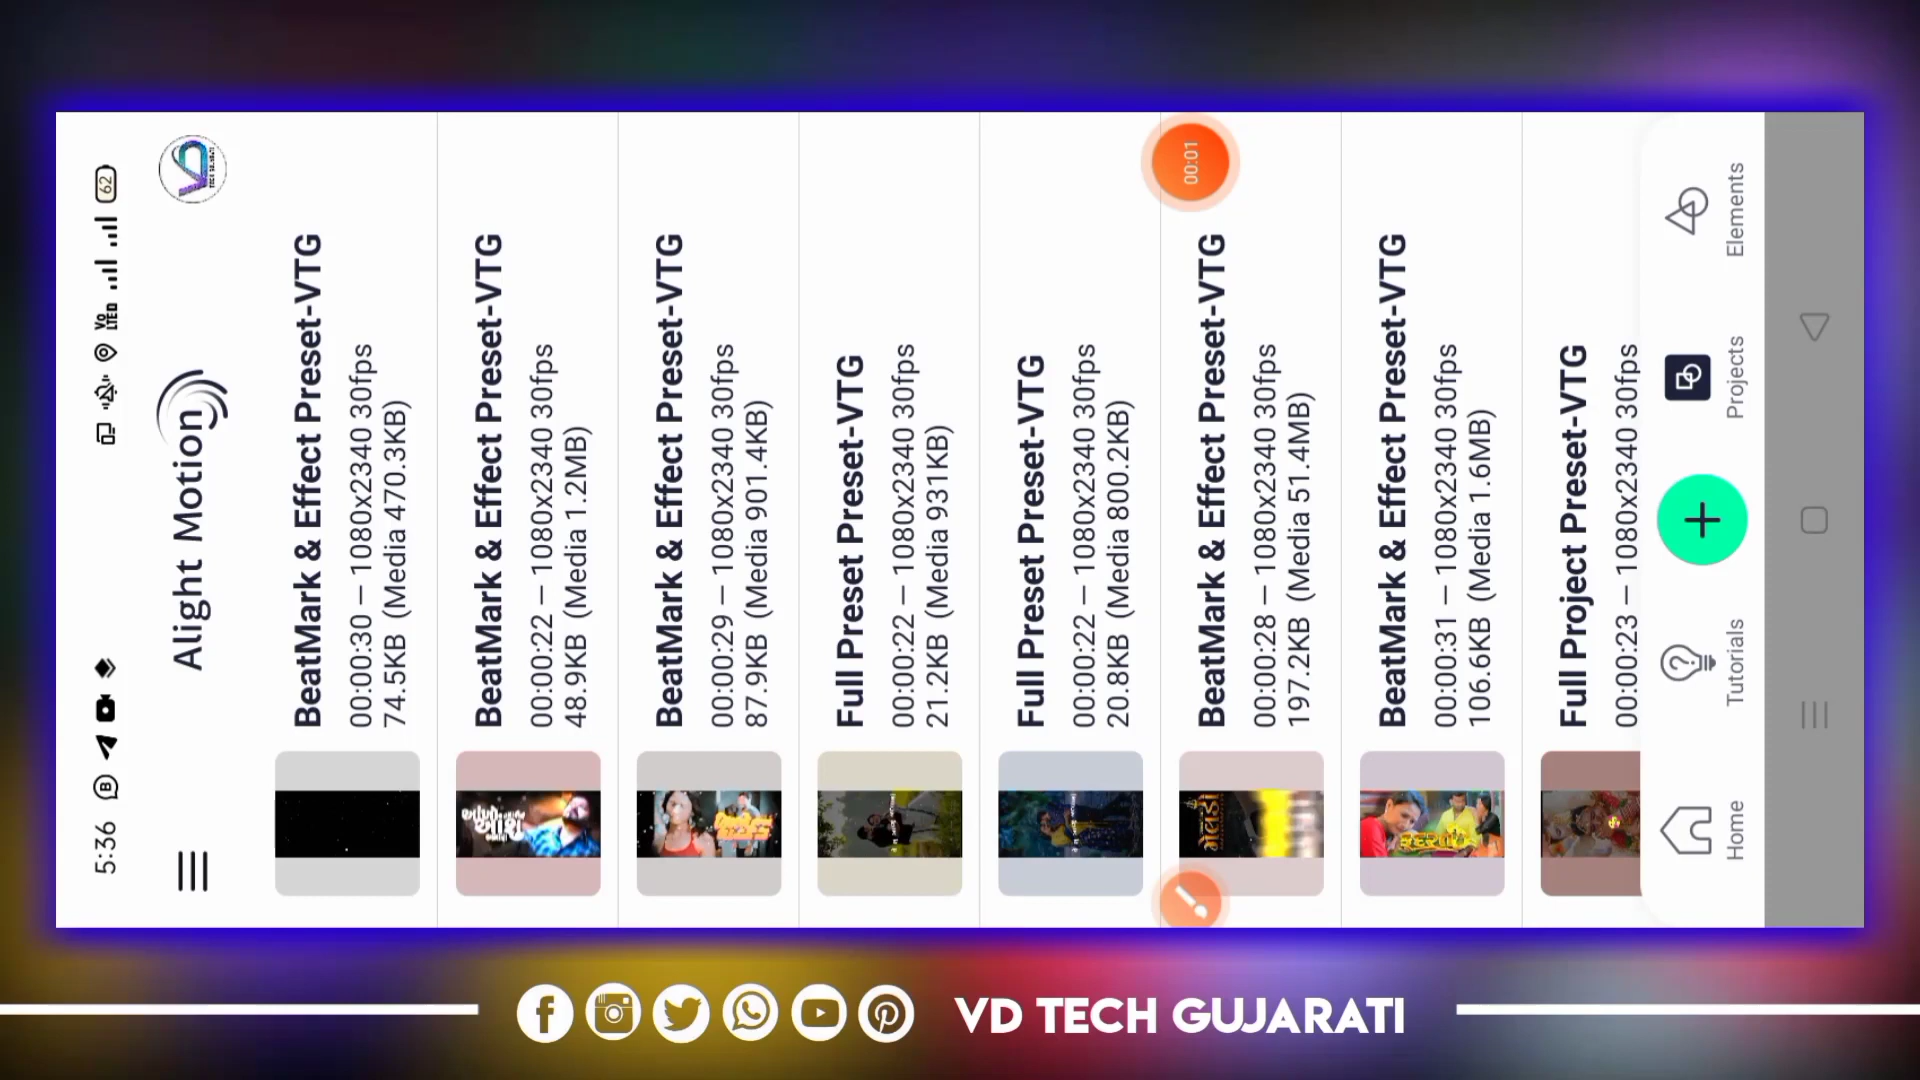 5:36
Vo
LTE
62
Alight Motion
VD
BeatMark & Effect Preset-VTG
00:00:30 — 1080x2340 30fps
74.5KB (Media 470.3KB)
BeatMark & Effect Preset-VTG
00:00:22 — 1080x2340 30fps
48.9KB (Media 1.2MB)
BeatMark & Effect Preset-VTG
00:00:29 — 1080x2340 30fps
87.9KB (Media 901.4KB)
Full Preset Preset-VTG
00:00:22 — 1080x2340 30fps
21.2KB (Media 931KB)
Full Preset Preset-VTG
00:00:22 — 1080x2340 30fps
20.8KB (Media 800.2KB)
00:01
BeatMark & Effect Preset-VTG
00:00:28 — 1080x2340 30fps
197.2KB (Media 51.4MB)
BeatMark & Effect Preset-VTG
00:00:31 — 1080x2340 30fps
106.6KB (Media 1.6MB)
Full Project Preset-VTG
00:00:23 — 1080x2340 30fps
Home
Tutorials
Projects
Elements
VD TECH GUJARATI